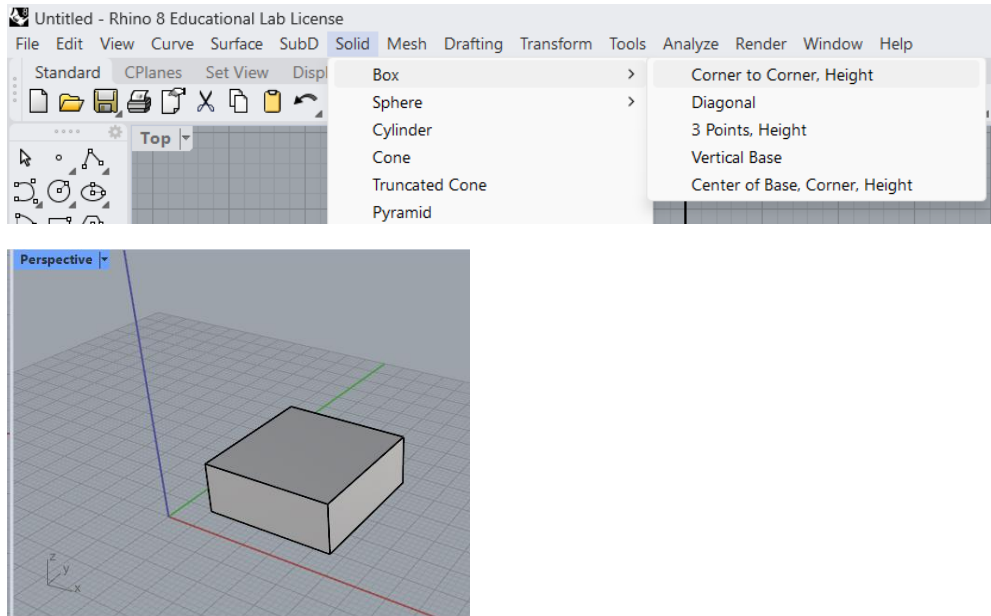 Untitled - Rhino 8 Educational Lab License
File Edit View Curve Surface SubD Solid Mesh Drafting Transform Tools Analyze Render Window Help
Standard CPlanes Set View Displ
Box
Sphere
Cylinder
Cone
Truncated Cone
Pyramid
Corner to Corner, Height
Diagonal
3 Points, Height
Vertical Base
Center of Base, Corner, Height
Top
Perspective
z
y
x